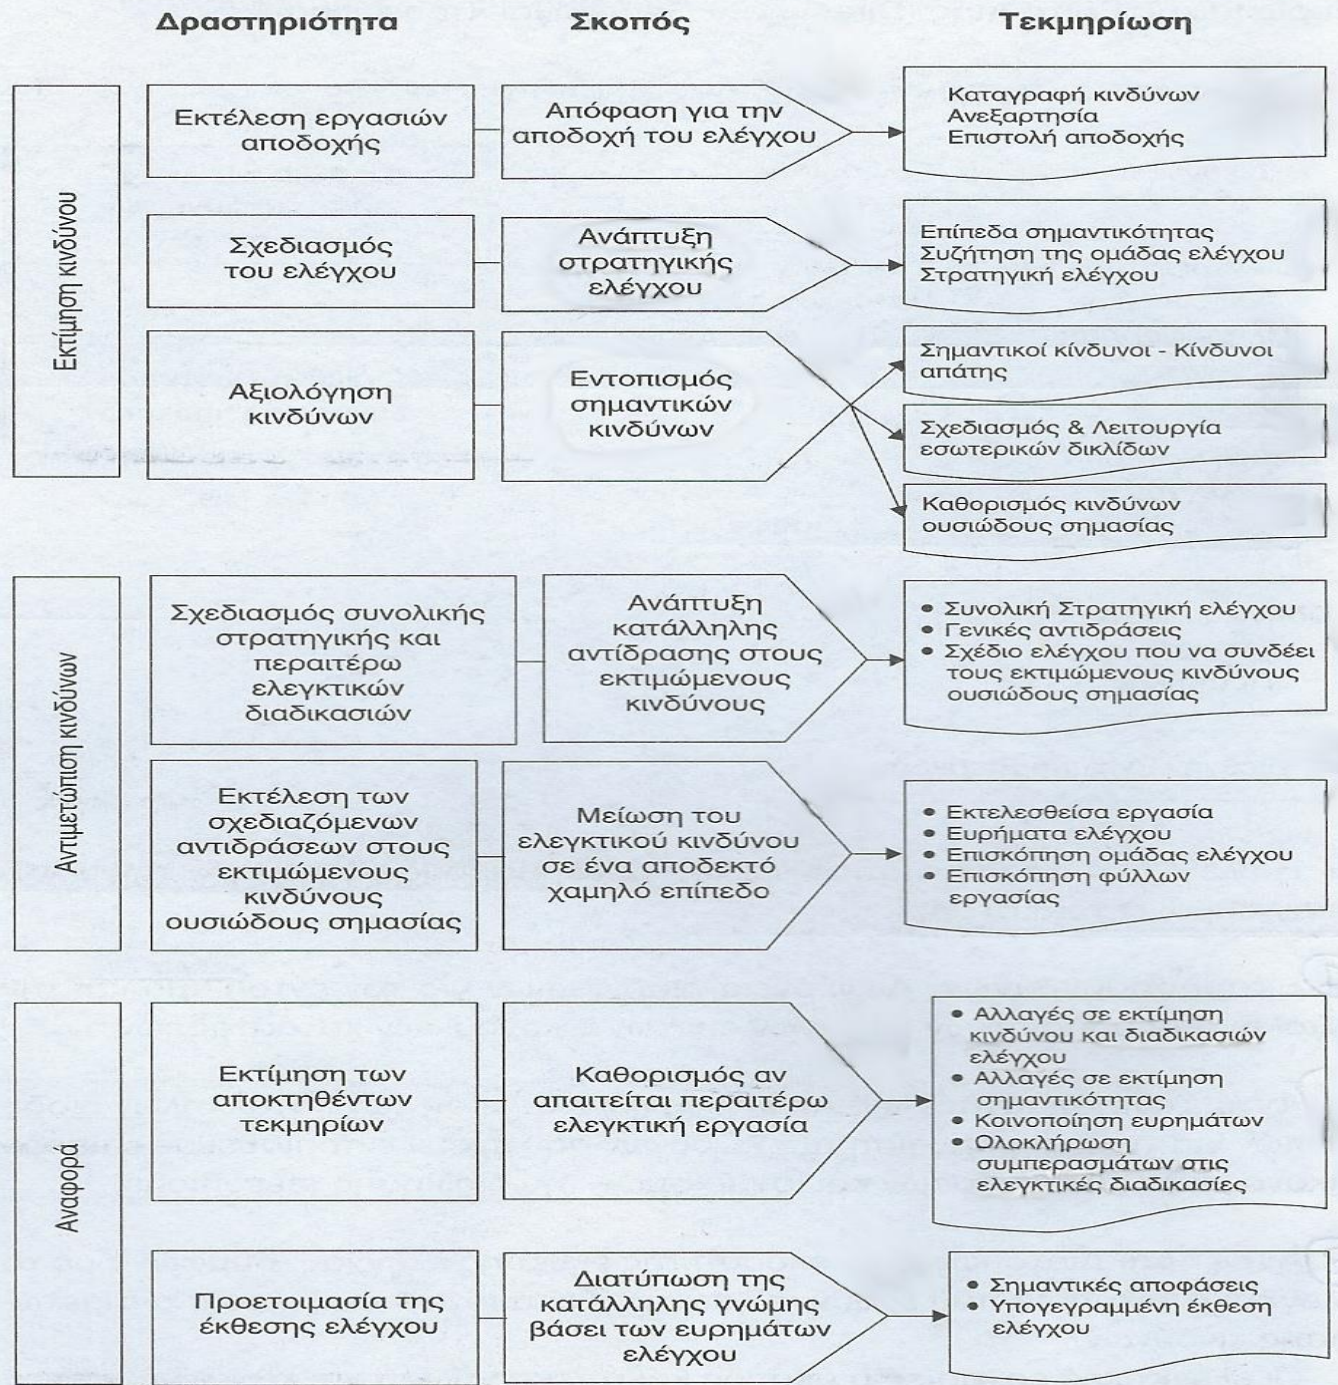 Δραστηριότητα
Σκοπός
Τεκμηρίωση
Εκτίμηση κινδύνου
Εκτέλεση εργασιών
αποδοχής
Απόφαση για την
αποδοχή του ελέγχου
Καταγραφή κινδύνων
Ανεξαρτησία
Επιστολή αποδοχής
Σχεδιασμός
του ελέγχου
Ανάπτυξη
στρατηγικής
ελέγχου
Επίπεδα σημαντικότητας
Συζήτηση της ομάδας ελέγχου
Στρατηγική ελέγχου
Αξιολόγηση
κινδύνων
Εντοπισμός
σημαντικών
κινδύνων
Σημαντικοί κίνδυνοι - Κίνδυνοι
απάτης
Σχεδιασμός & Λειτουργία
εσωτερικών δικλίδων
Καθορισμός κινδύνων
ουσιώδους σημασίας
Αντιμετώπιση κινδύνων
Σχεδιασμός συνολικής
στρατηγικής και
περαιτέρω
ελεγκτικών
διαδικασιών
Ανάπτυξη
κατάλληλης
αντίδρασης στους
εκτιμώμενους
κινδύνους
• Συνολική Στρατηγική ελέγχου
• Γενικές αντιδράσεις
• Σχέδιο ελέγχου που να συνδέει
τους εκτιμώμενους κινδύνους
ουσιώδους σημασίας
Εκτέλεση των
σχεδιαζόμενων
αντιδράσεων στους
εκτιμώμενους
κινδύνους
ουσιώδους σημασίας
Μείωση του
ελεγκτικού κινδύνου
σε ένα αποδεκτό
χαμηλό επίπεδο
• Εκτελεσθείσα εργασία
• Ευρήματα ελέγχου
• Επισκόπηση ομάδας ελέγχου
• Επισκόπηση φύλλων
εργασίας
Αναφορά
Εκτίμηση των
αποκτηθέντων
τεκμηρίων
Καθορισμός αν
απαιτείται περαιτέρω
ελεγκτική εργασία
• Αλλαγές σε εκτίμηση
κινδύνου και διαδικασιών
ελέγχου
• Αλλαγές σε εκτίμηση
σημαντικότητας
• Κοινοποίηση ευρημάτων
• Ολοκλήρωση
συμπερασμάτων στις
ελεγκτικές διαδικασίες
Προετοιμασία της
έκθεσης ελέγχου
Διατύπωση της
κατάλληλης γνώμης
βάσει των ευρημάτων
ελέγχου
• Σημαντικές αποφάσεις
• Υπογεγραμμένη έκθεση
ελέγχου